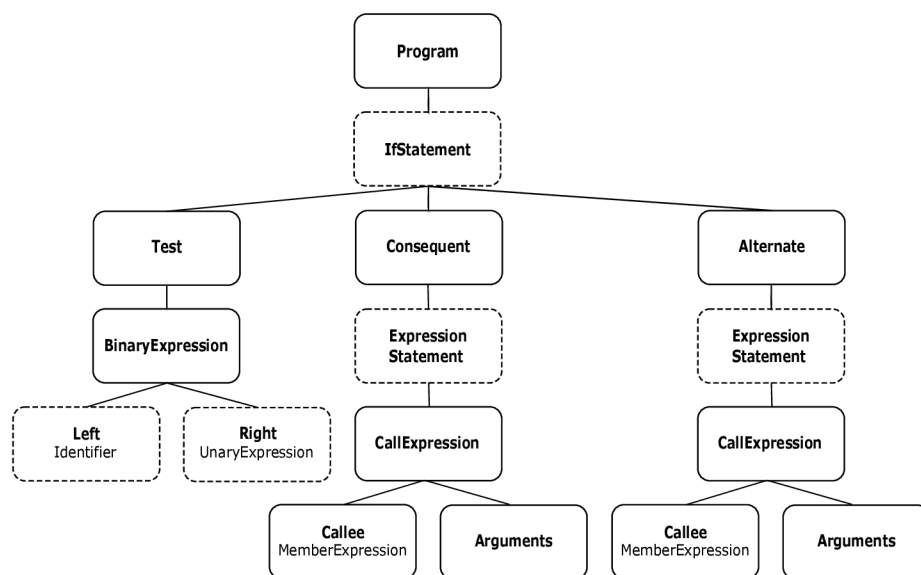 Program
IfStatement
Test
Consequent
Alternate
BinaryExpression
Expression
Statement
Expression
Statement
Left
Identifier
Right
UnaryExpression
CallExpression
CallExpression
Callee
MemberExpression
Arguments
Callee
MemberExpression
Arguments